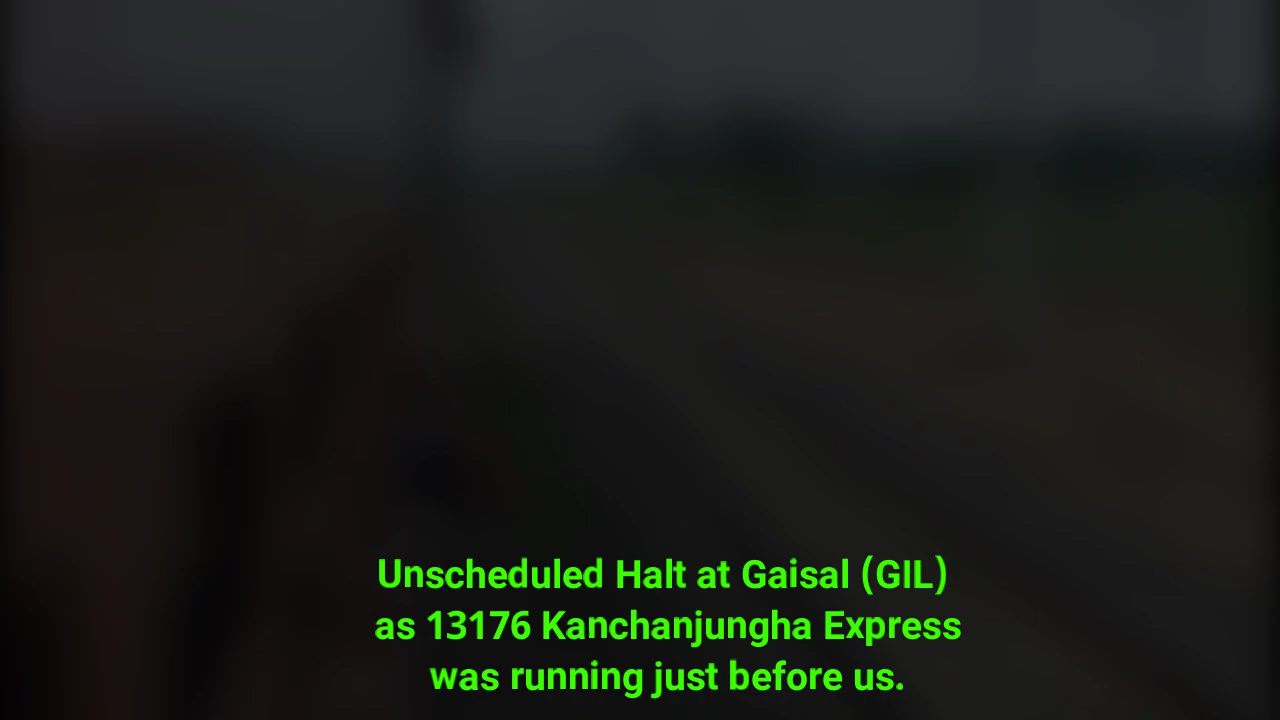 Unscheduled Halt at Gaisal (GIL)
as 13176 Kanchanjungha Express
was running just before us.